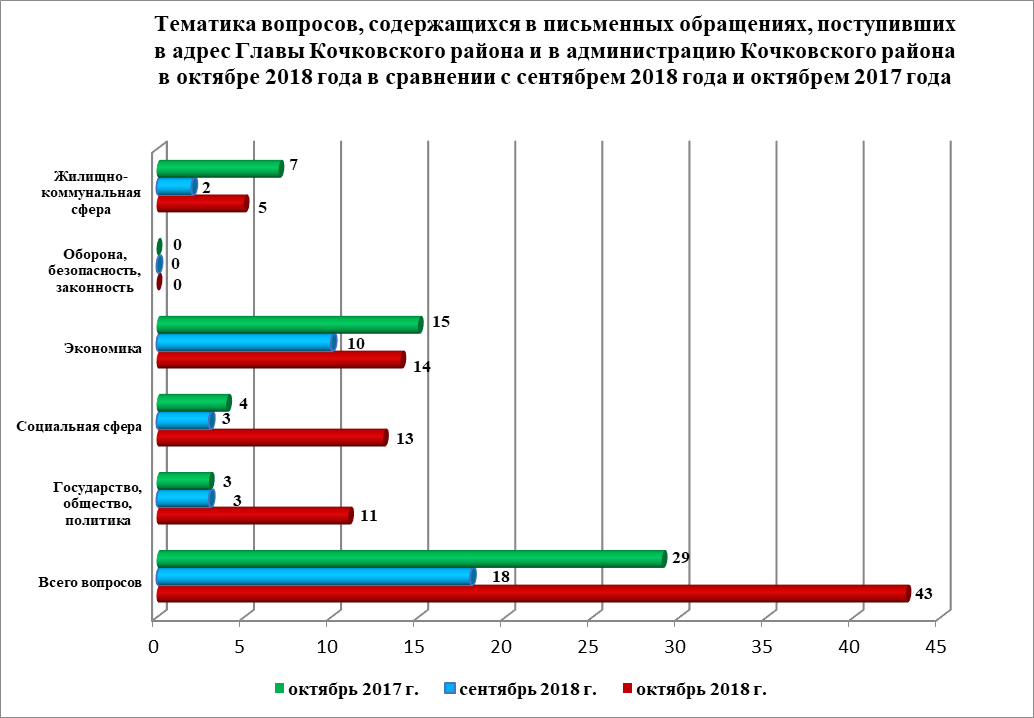 Тематика вопросов, содержащихся в письменных обращениях, поступивших
в адрес Главы Кочковского района и в администрацию Кочковского района
в октябре 2018 года в сравнении с сентябрем 2018 года и октябрем 2017 года
Жилищно-
коммунальная
сфера
7
2
5
Оборона,
безопасность,
законность
0
0
0
Экономика
15
10
14
Социальная сфера
4
3
13
Государство,
общество,
политика
3
3
11
Всего вопросов
29
18
43
0 5 10 15 20 25 30 35 40 45
октябрь 2017 г. сентябрь 2018 г. октябрь 2018 г.